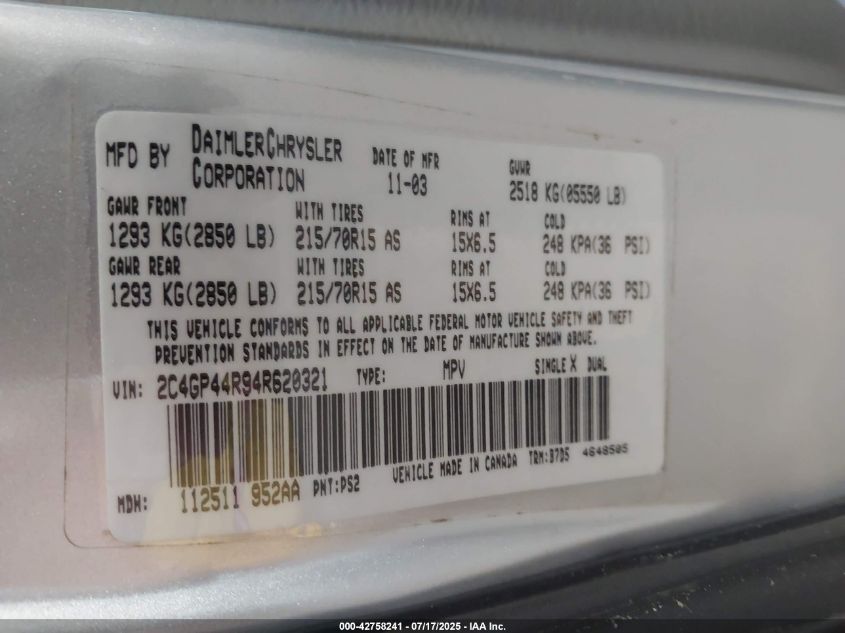 MFD BY DAIMLERCHRYSLER CORPORATION DATE OF MFR 11-03 GVWR 2518 KG(05550 LB)
GAWR FRONT WITH TIRES RIMS AT COLD
1293 KG(2850 LB) 215/70R15 AS 15X6.5 248 KPA(36 PSI)
GAWR REAR WITH TIRES RIMS AT COLD
1293 KG(2850 LB) 215/70R15 AS 15X6.5 248 KPA(36 PSI)
THIS VEHICLE CONFORMS TO ALL APPLICABLE FEDERAL MOTOR VEHICLE SAFETY AND THEFT
PREVENTION STANDARDS IN EFFECT ON THE DATE OF MANUFACTURE SHOWN ABOVE.
VIN: 2C4GP44R94R620321 TYPE: MPV SINGLE X DUAL
MDH: 112511 952AA PNT:PS2 VEHICLE MADE IN CANADA TRM:B7D5 4648505
000-42758241 / 07/17/2025 - IAA Inc.